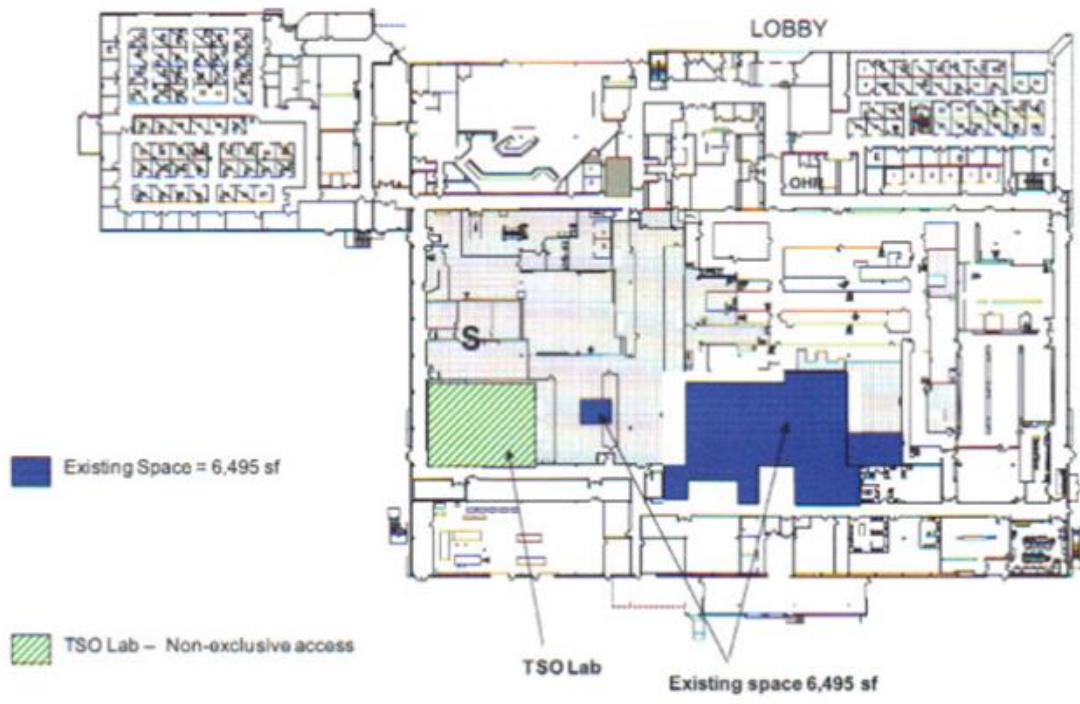 LOBBY
OHR
S
Existing Space = 6,495 sf
TSO Lab – Non-exclusive access
TSO Lab
Existing space 6,495 sf